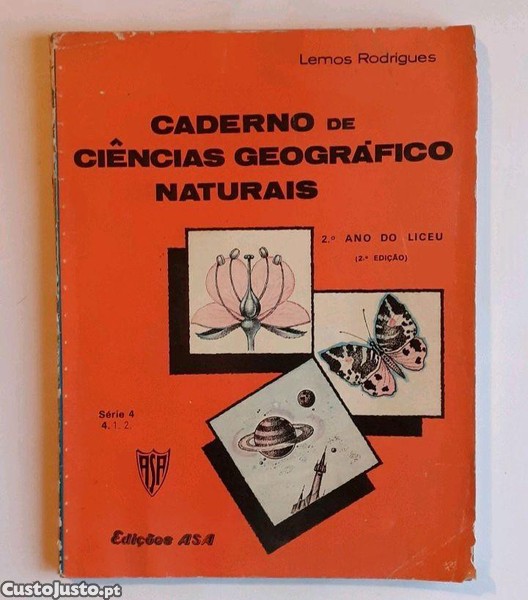 Lemos Rodrigues
CADERNO DE
CIÊNCIAS GEOGRÁFICO
NATURAIS
2.º ANO DO LICEU
(2.ª EDIÇÃO)
Série 4
4. 1. 2.
ASA
Edições ASA
CustoJusto.pt